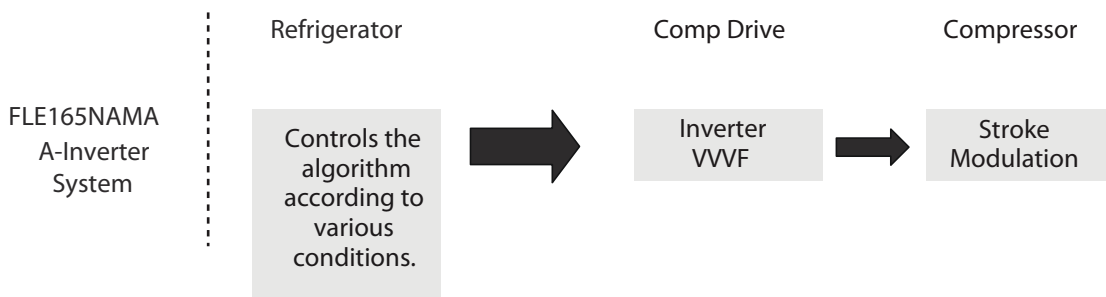 Refrigerator
Comp Drive
Compressor
FLE165NAMA
A-Inverter
System
Controls the
algorithm
according to
various
conditions.
Inverter
VVVF
Stroke
Modulation